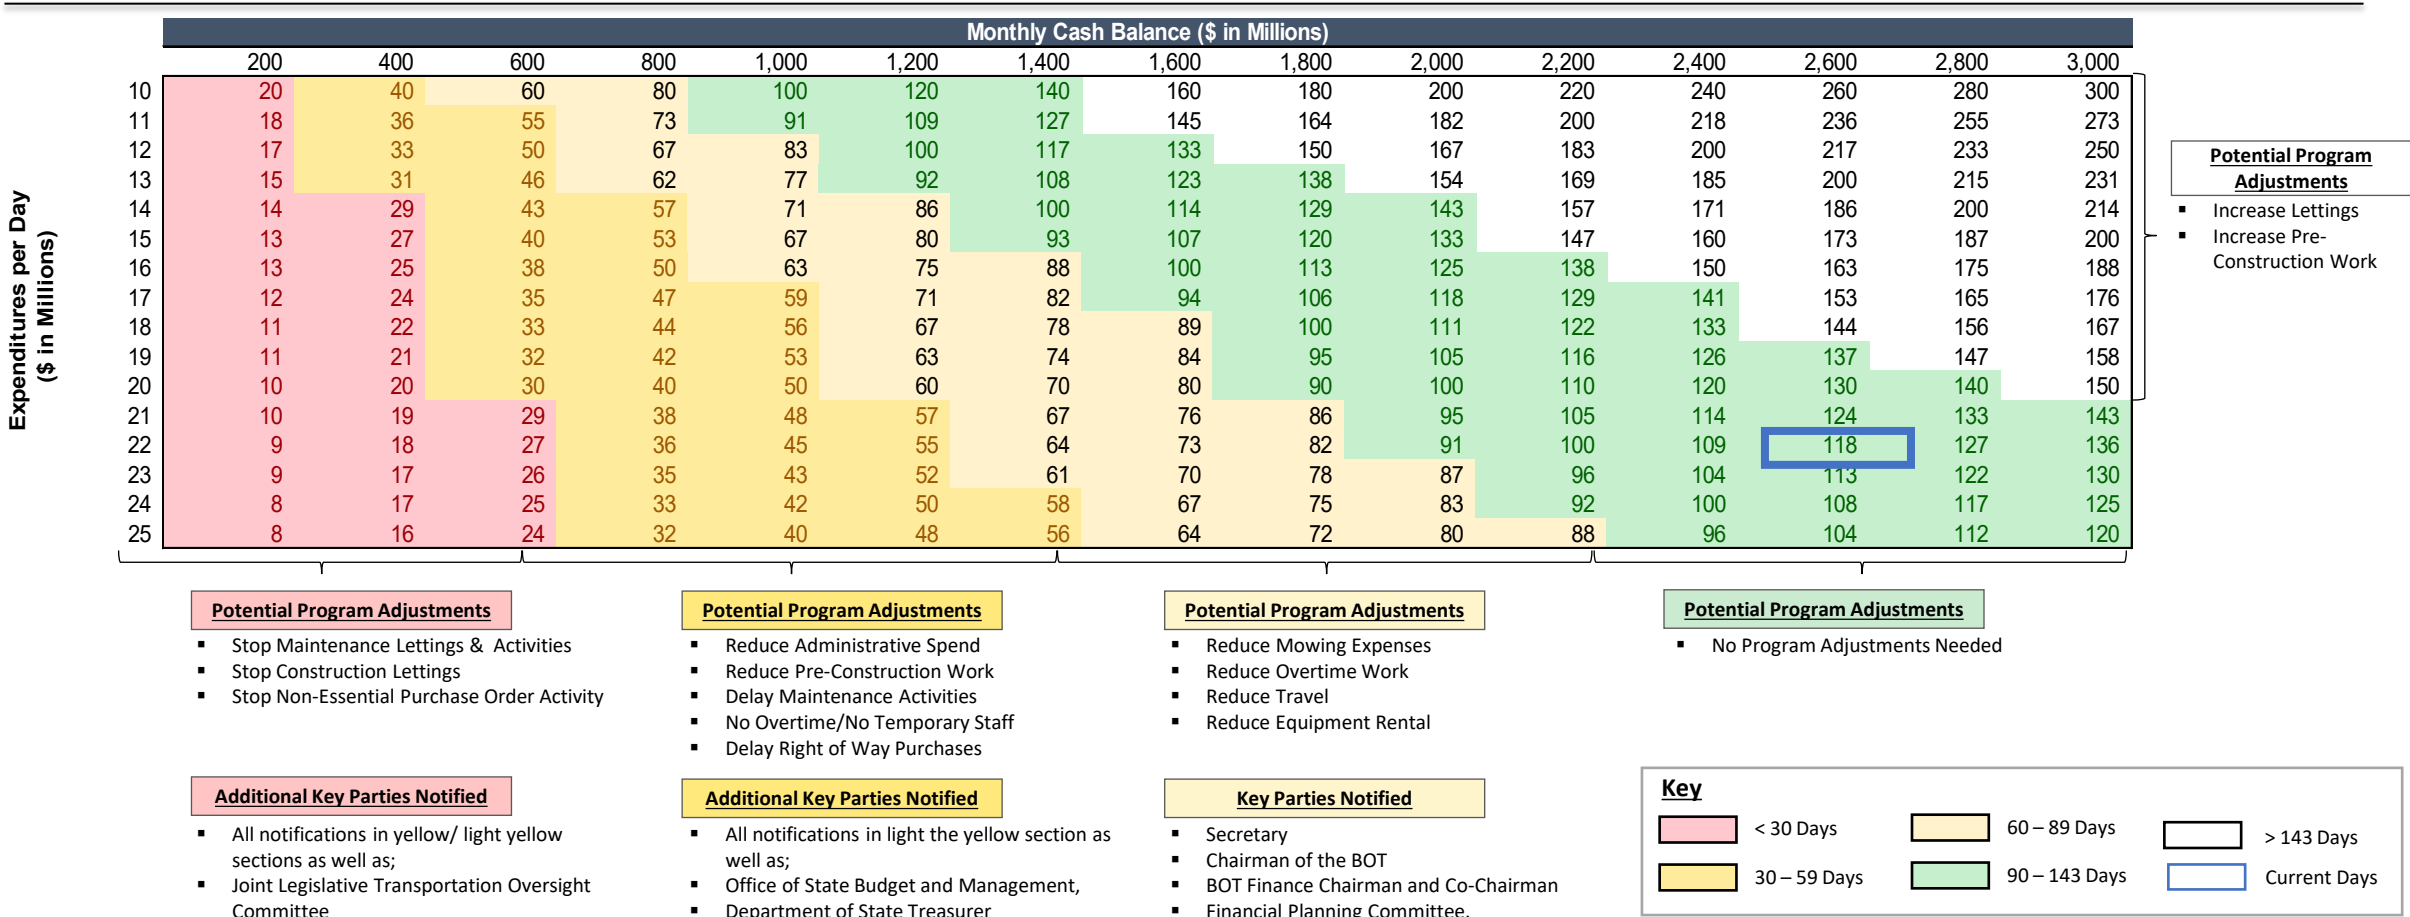 Monthly Cash Balance ($ in Millions)
200 400 600 800 1,000 1,200 1,400 1,600 1,800 2,000 2,200 2,400 2,600 2,800 3,000
Expenditures per Day
($ in Millions)
10 20 40 60 80 100 120 140 160 180 200 220 240 260 280 300
11 18 36 55 73 91 109 127 145 164 182 200 218 236 255 273
12 17 33 50 67 83 100 117 133 150 167 183 200 217 233 250
13 15 31 46 62 77 92 108 123 138 154 169 185 200 215 231
14 14 29 43 57 71 86 100 114 129 143 157 171 186 200 214
15 13 27 40 53 67 80 93 107 120 133 147 160 173 187 200
16 13 25 38 50 63 75 88 100 113 125 138 150 163 175 188
17 12 24 35 47 59 71 82 94 106 118 129 141 153 165 176
18 11 22 33 44 56 67 78 89 100 111 122 133 144 156 167
19 11 21 32 42 53 63 74 84 95 105 116 126 137 147 158
20 10 20 30 40 50 60 70 80 90 100 110 120 130 140 150
21 10 19 29 38 48 57 67 76 86 95 105 114 124 133 143
22 9 18 27 36 45 55 64 73 82 91 100 109 118 127 136
23 9 17 26 35 43 52 61 70 78 87 96 104 113 122 130
24 8 17 25 33 42 50 58 67 75 83 92 100 108 117 125
25 8 16 24 32 40 48 56 64 72 80 88 96 104 112 120
Potential Program
Adjustments
▪ Increase Lettings
▪ Increase Pre-
Construction Work
Potential Program Adjustments
▪ Stop Maintenance Lettings & Activities
▪ Stop Construction Lettings
▪ Stop Non-Essential Purchase Order Activity
Potential Program Adjustments
▪ Reduce Administrative Spend
▪ Reduce Pre-Construction Work
▪ Delay Maintenance Activities
▪ No Overtime/No Temporary Staff
▪ Delay Right of Way Purchases
Potential Program Adjustments
▪ Reduce Mowing Expenses
▪ Reduce Overtime Work
▪ Reduce Travel
▪ Reduce Equipment Rental
Potential Program Adjustments
▪ No Program Adjustments Needed
Additional Key Parties Notified
▪ All notifications in yellow/ light yellow
sections as well as;
▪ Joint Legislative Transportation Oversight
Committee
Additional Key Parties Notified
▪ All notifications in light the yellow section as
well as;
▪ Office of State Budget and Management,
▪ Department of State Treasurer
Key Parties Notified
▪ Secretary
▪ Chairman of the BOT
▪ BOT Finance Chairman and Co-Chairman
▪ Financial Planning Committee,
Key
< 30 Days
60 – 89 Days
> 143 Days
30 – 59 Days
90 – 143 Days
Current Days